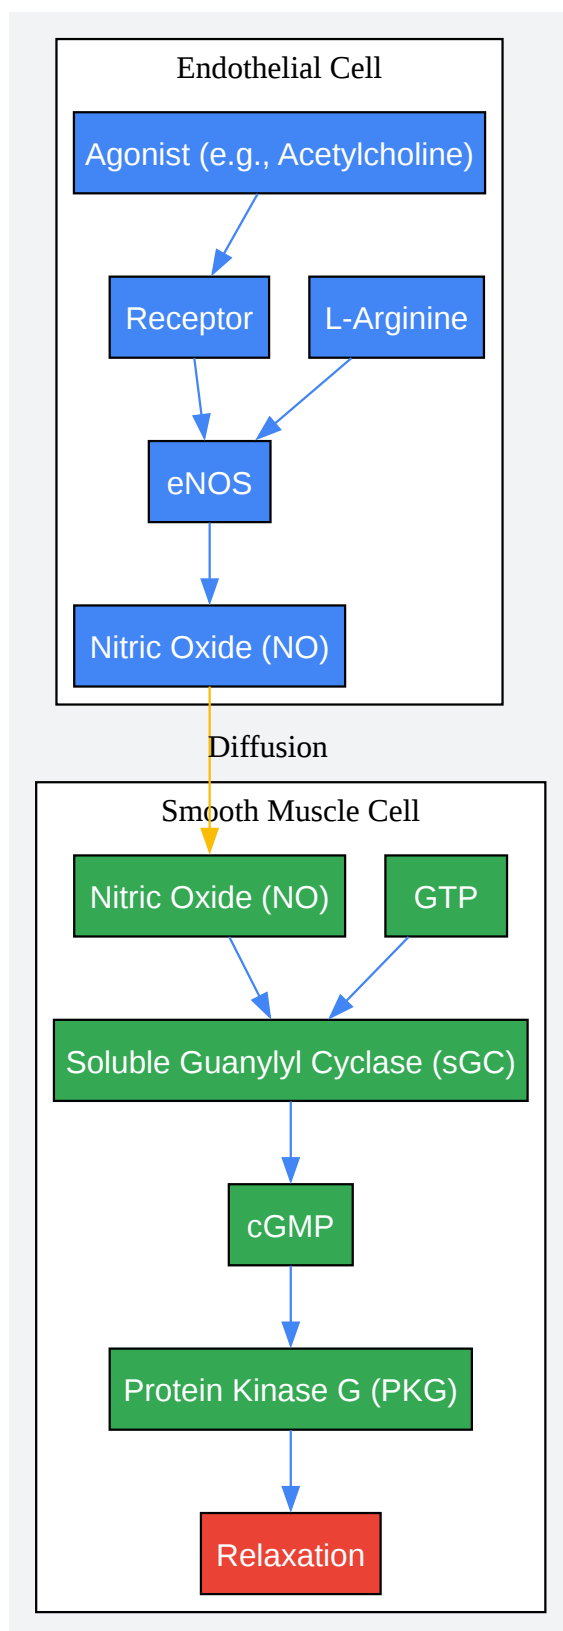 Endothelial Cell
Agonist (e.g., Acetylcholine)
Receptor
L-Arginine
eNOS
Nitric Oxide (NO)
Diffusion
Smooth Muscle Cell
Nitric Oxide (NO)
GTP
Soluble Guanylyl Cyclase (sGC)
cGMP
Protein Kinase G (PKG)
Relaxation